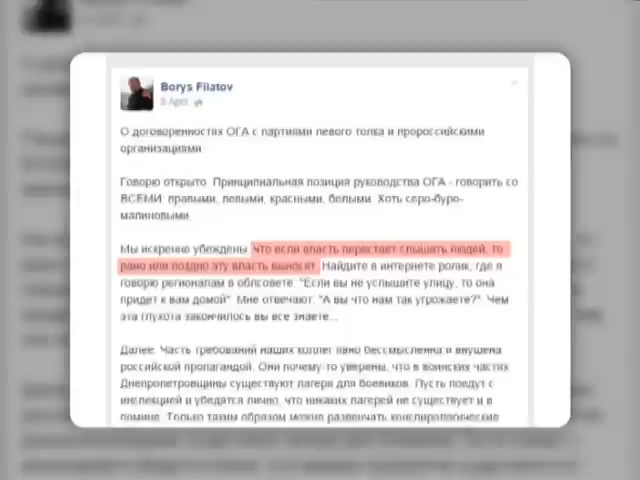 Borys Filatov
О договоренностях ОГА с партиями левого толка и пророссийскими
организациями.
Говорю открыто. Принципиальная позиция руководства ОГА - говорить со
ВСЕМИ: правыми, левыми, красными, белыми. Хоть серо-буро-
малиновыми.
Мы искренне убеждены, что если власть перестает слышать людей, то
рано или поздно эту власть выносят. Найдите в интернете ролик, где я
говорю регионалам в облсовете: "Если вы не услышите улицу, то она
придет к вам домой". Мне отвечают: "А вы что нам так угрожаете?". Чем
эта глухота закончилось вы все знаете...
Далее. Часть требований наших коллег явно бессмысленна и внушена
российской пропагандой. Они почему-то уверены, что в воинских частях
Днепропетровщины существуют лагеря для боевиков. Пусть поедут с
инспекцией и убедятся лично, что никаких лагерей не существует и в
помине. Только таким образом можно развенчать конспирологические